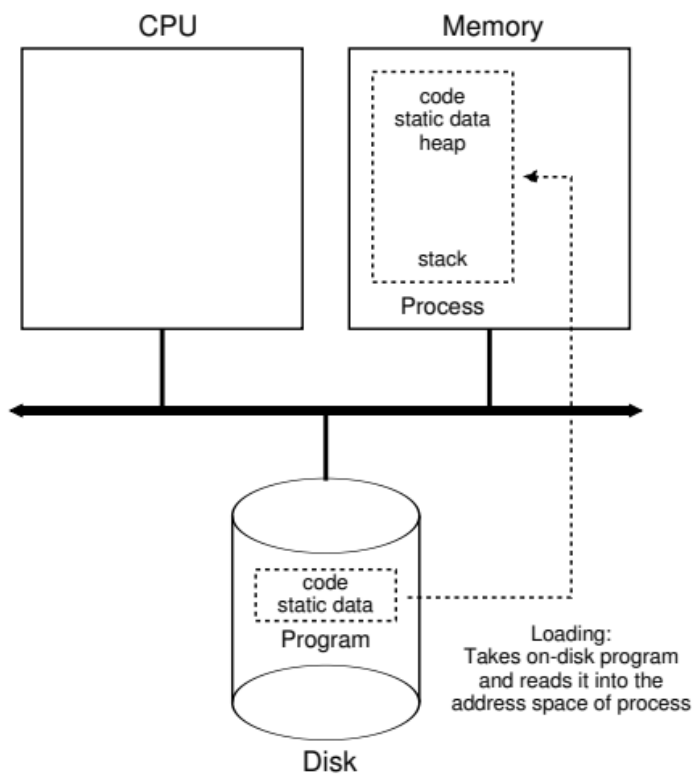 CPU
Memory
code
static data
heap
stack
Process
code
static data
Program
Loading:
Takes on-disk program
and reads it into the
address space of process
Disk